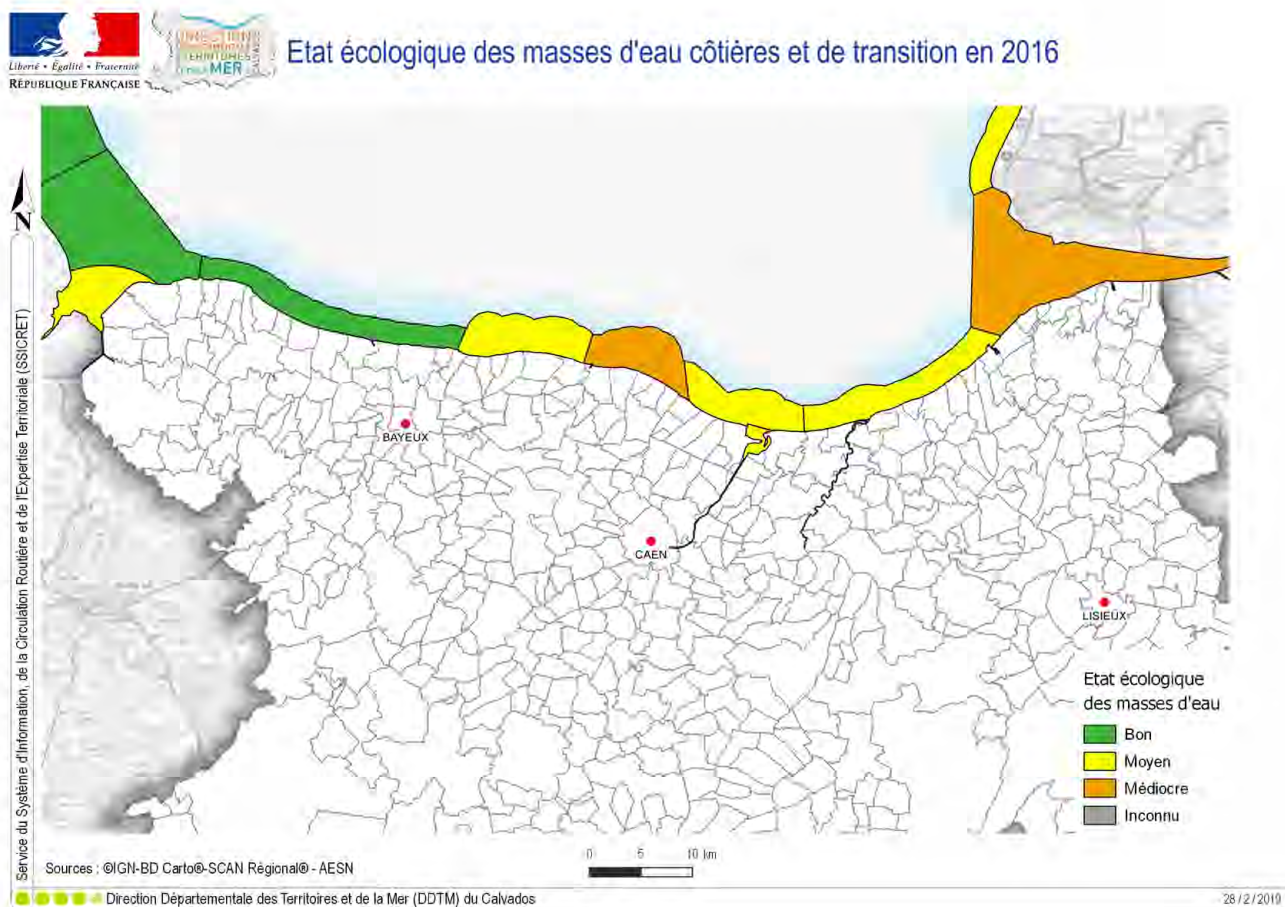 Liberté • Égalité • Fraternité
RÉPUBLIQUE FRANÇAISE
DIRECTION
TERRITOIRES
MER
CALVADOS
Etat écologique des masses d'eau côtières et de transition en 2016
N
BAYEUX
CAEN
LISIEUX
Etat écologique
des masses d'eau
Bon
Moyen
Médiocre
Inconnu
Service du Système d'Information, de la Circulation Routière et de l'Expertise Territoriale (SSICRET)
0 5 10 km
Sources : ©IGN-BD Carto®-SCAN Régional® - AESN
Direction Départementale des Territoires et de la Mer (DDTM) du Calvados
28/2/2019